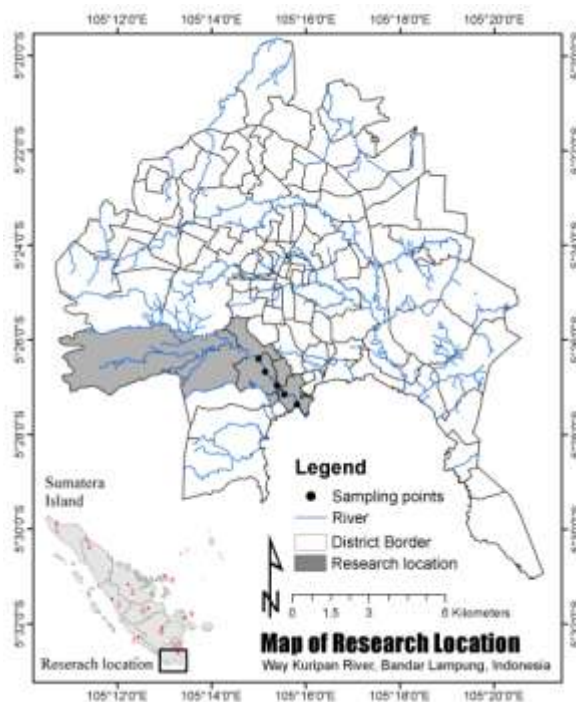 105°12'0"E 105°14'0"E 105°16'0"E 105°18'0"E 105°20'0"E
5°20'0"S
5°22'0"S
5°24'0"S
5°26'0"S
5°28'0"S
5°30'0"S
5°32'0"S
Sumatera
Island
Legend
Sampling points
River
District Border
Research location
N
0 1.5 3 6 Kilometers
Map of Research Location
Way Kuripan River, Bandar Lampung, Indonesia
Reserach location
105°12'0"E 105°14'0"E 105°16'0"E 105°18'0"E 105°20'0"E